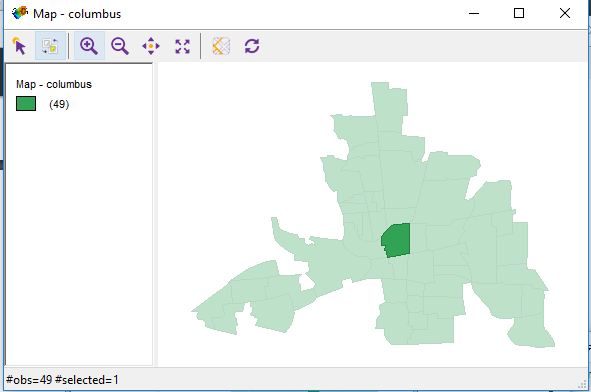 Map - columbus
Map - columbus
(49)
#obs=49 #selected=1